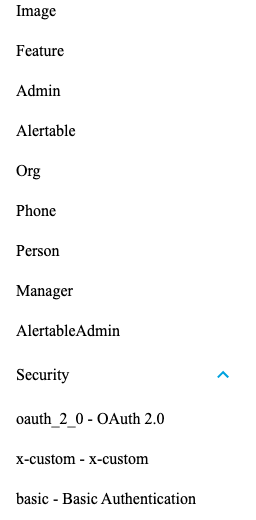 Image
Feature
Admin
Alertable
Org
Phone
Person
Manager
AlertableAdmin
Security
oauth_2_0 - OAuth 2.0
x-custom - x-custom
basic - Basic Authentication